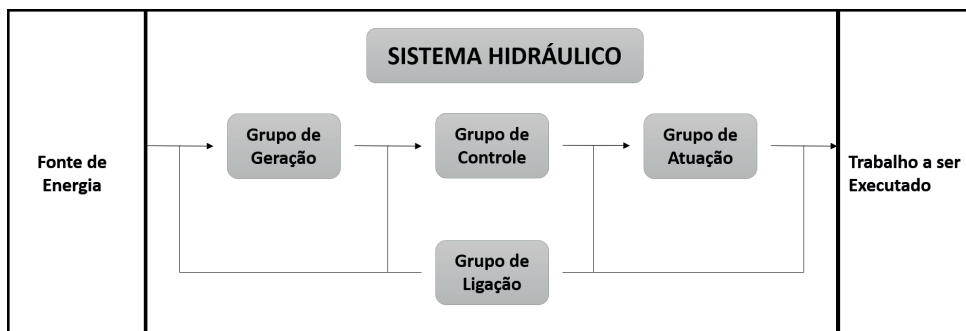 SISTEMA HIDRÁULICO
Fonte de
Energia
Grupo de
Geração
Grupo de
Controle
Grupo de
Atuação
Trabalho a ser
Executado
Grupo de
Ligação